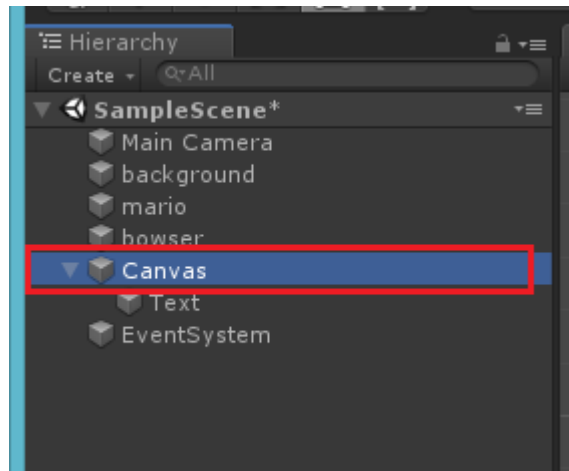 Hierarchy
Create All
SampleScene*
Main Camera
background
mario
bowser
Canvas
Text
EventSystem